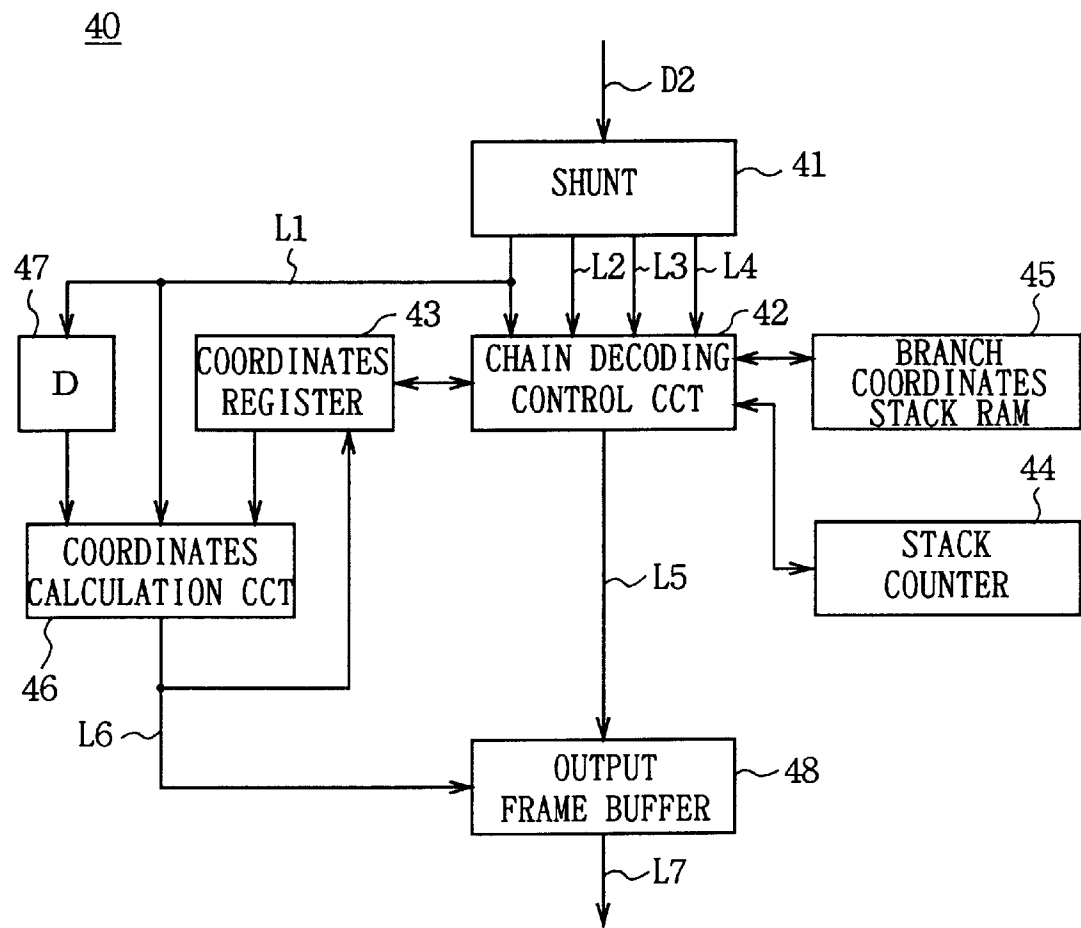 40
D2
SHUNT
41
L1
L2
L3
L4
47
43
42
45
D
COORDINATES
REGISTER
CHAIN DECODING
CONTROL CCT
BRANCH
COORDINATES
STACK RAM
44
COORDINATES
CALCULATION CCT
L5
STACK
COUNTER
46
L6
OUTPUT
FRAME BUFFER
48
L7